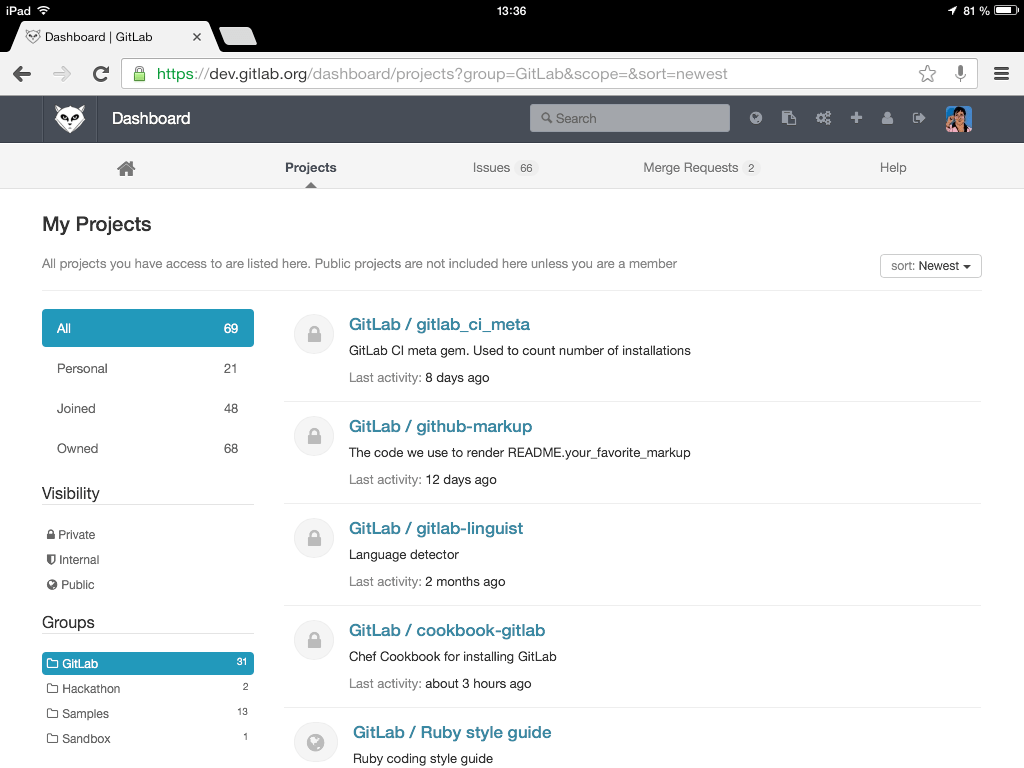 iPad 13:36 81 %
Dashboard | GitLab
https://dev.gitlab.org/dashboard/projects?group=GitLab&scope=&sort=newest
Dashboard Search
Projects Issues 66 Merge Requests 2 Help
My Projects
All projects you have access to are listed here. Public projects are not included here unless you are a member
sort: Newest
All 69
Personal 21
Joined 48
Owned 68
Visibility
Private
Internal
Public
Groups
GitLab 31
Hackathon 2
Samples 13
Sandbox 1
GitLab / gitlab_ci_meta
GitLab CI meta gem. Used to count number of installations
Last activity: 8 days ago
GitLab / github-markup
The code we use to render README.your_favorite_markup
Last activity: 12 days ago
GitLab / gitlab-linguist
Language detector
Last activity: 2 months ago
GitLab / cookbook-gitlab
Chef Cookbook for installing GitLab
Last activity: about 3 hours ago
GitLab / Ruby style guide
Ruby coding style guide